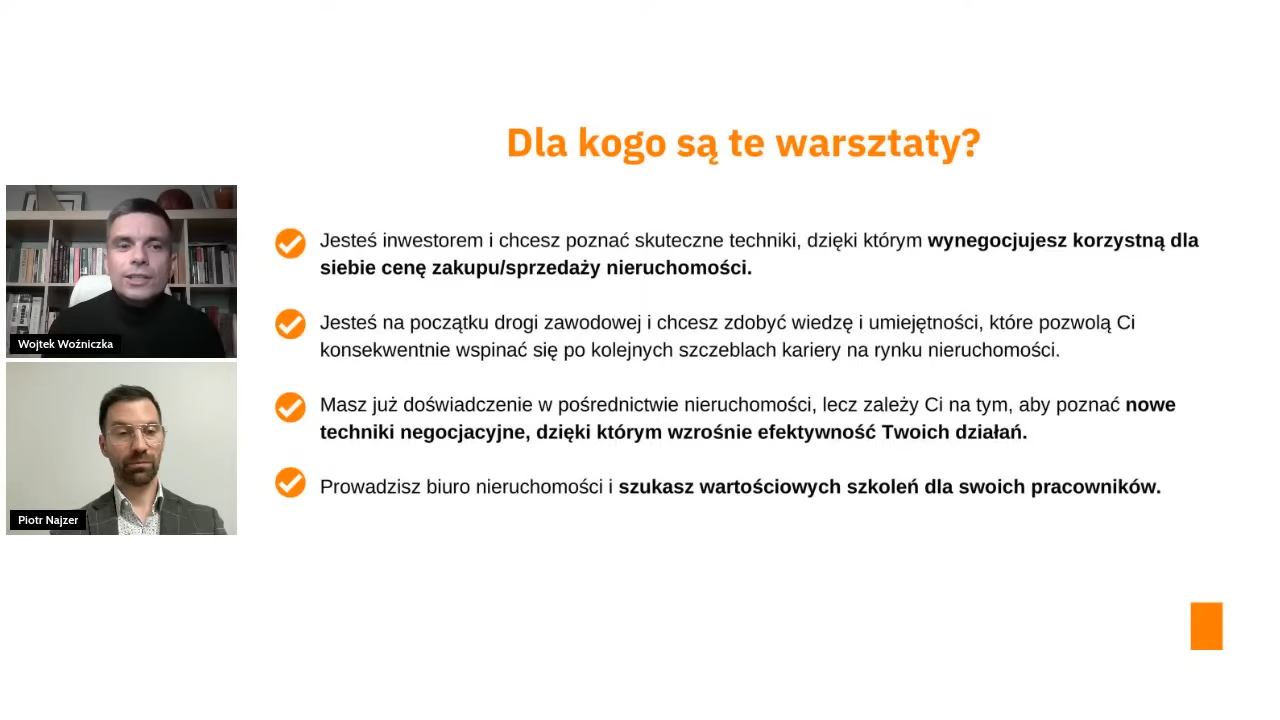 Dla kogo są te warsztaty?
Jesteś inwestorem i chcesz poznać skuteczne techniki, dzięki którym wynegocjujesz korzystną dla
siebie cenę zakupu/sprzedaży nieruchomości.
Jesteś na początku drogi zawodowej i chcesz zdobyć wiedzę i umiejętności, które pozwolą Ci
konsekwentnie wspinać się po kolejnych szczeblach kariery na rynku nieruchomości.
Masz już doświadczenie w pośrednictwie nieruchomości, lecz zależy Ci na tym, aby poznać nowe
techniki negocjacyjne, dzięki którym wzrośnie efektywność Twoich działań.
Prowadzisz biuro nieruchomości i szukasz wartościowych szkoleń dla swoich pracowników.
Wojtek Woźniczka
Piotr Najzer